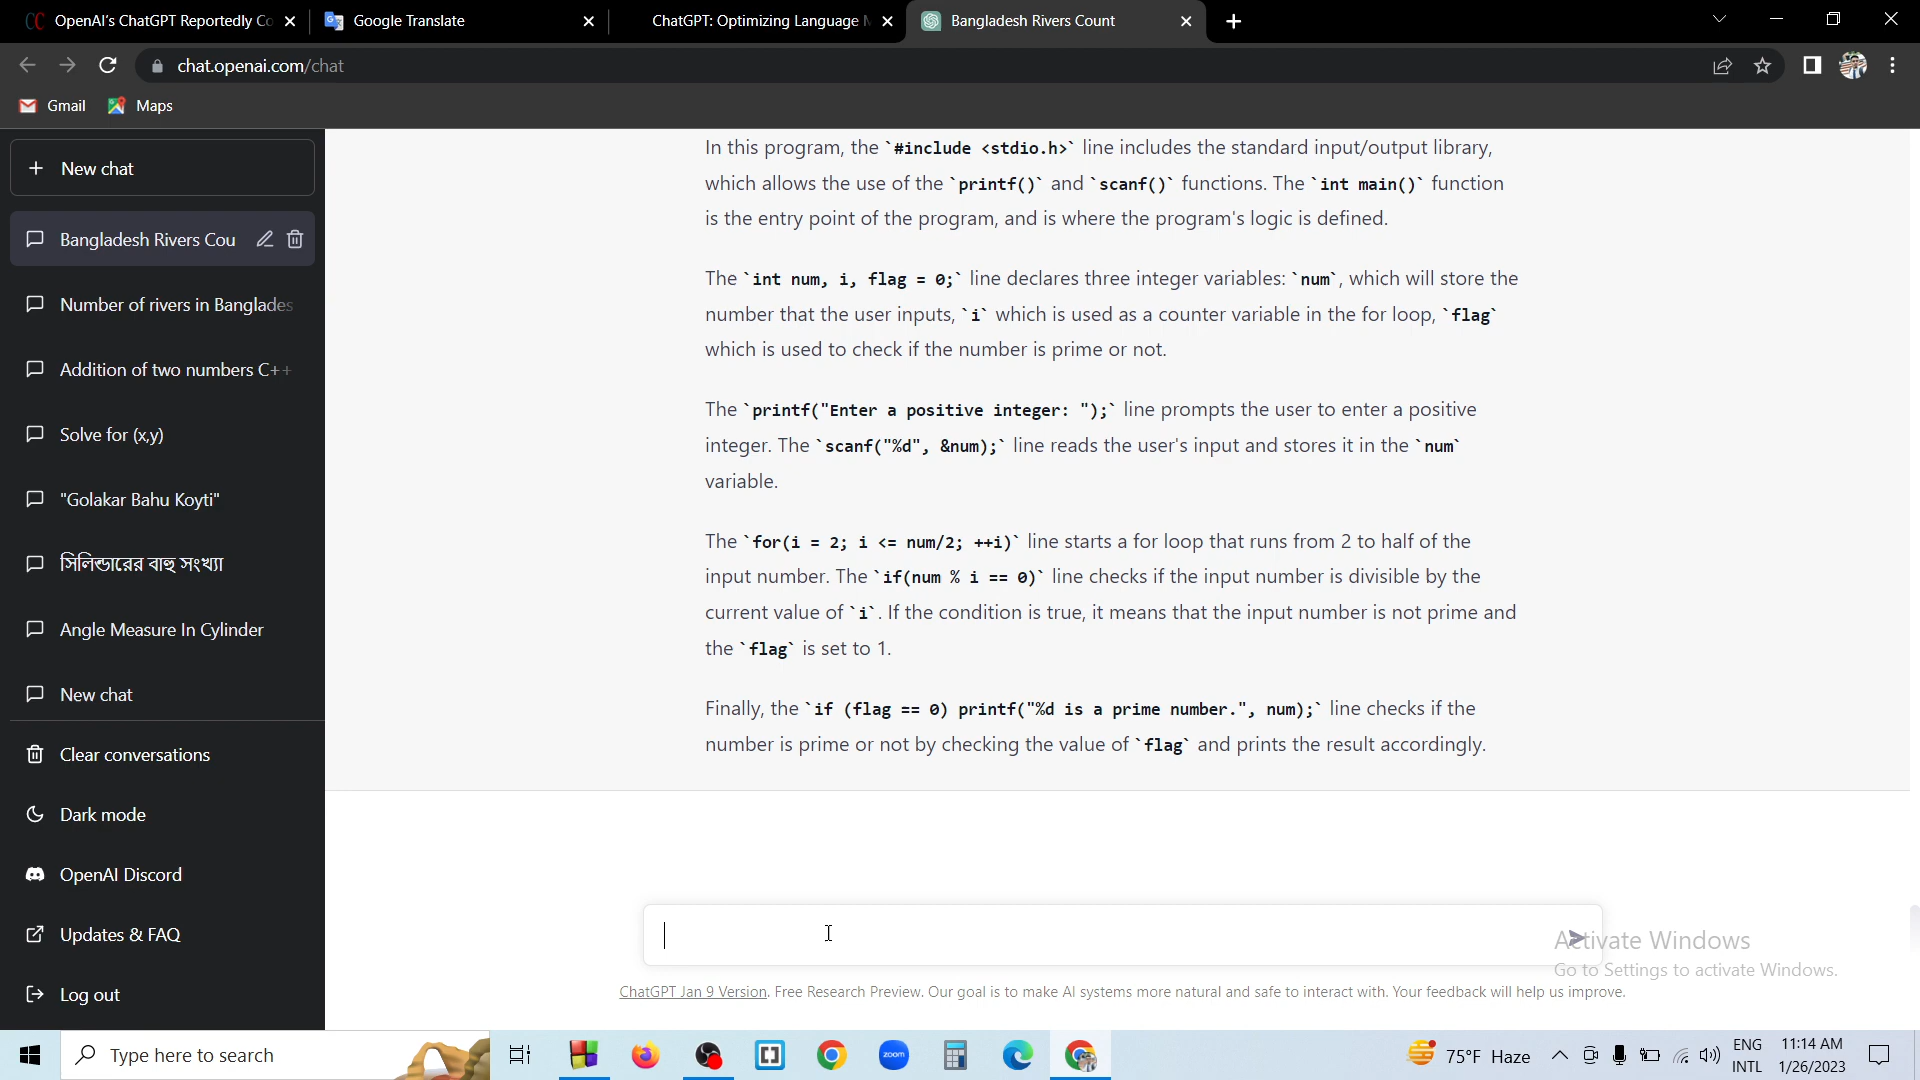 OpenAI's ChatGPT Reportedly Co
Google Translate
ChatGPT: Optimizing Language M
Bangladesh Rivers Count
chat.openai.com/chat
Gmail
Maps
New chat
Bangladesh Rivers Cou
Number of rivers in Banglades
Addition of two numbers C++
Solve for (x,y)
"Golakar Bahu Koyti"
সিলিন্ডারের বাহু সংখ্যা
Angle Measure In Cylinder
New chat
Clear conversations
Dark mode
OpenAI Discord
Updates & FAQ
Log out
In this program, the `#include <stdio.h>` line includes the standard input/output library,
which allows the use of the `printf()` and `scanf()` functions. The `int main()` function
is the entry point of the program, and is where the program's logic is defined.
The `int num, i, flag = 0;` line declares three integer variables: `num`, which will store the
number that the user inputs, `i` which is used as a counter variable in the for loop, `flag`
which is used to check if the number is prime or not.
The `printf("Enter a positive integer: ");` line prompts the user to enter a positive
integer. The `scanf("%d", &num);` line reads the user's input and stores it in the `num`
variable.
The `for(i = 2; i <= num/2; ++i)` line starts a for loop that runs from 2 to half of the
input number. The `if(num % i == 0)` line checks if the input number is divisible by the
current value of `i`. If the condition is true, it means that the input number is not prime and
the `flag` is set to 1.
Finally, the `if (flag == 0) printf("%d is a prime number.", num);` line checks if the
number is prime or not by checking the value of `flag` and prints the result accordingly.
Activate Windows
Go to Settings to activate Windows.
ChatGPT Jan 9 Version. Free Research Preview. Our goal is to make AI systems more natural and safe to interact with. Your feedback will help us improve.
Type here to search
zoom
75°F Haze
ENG
INTL
11:14 AM
1/26/2023